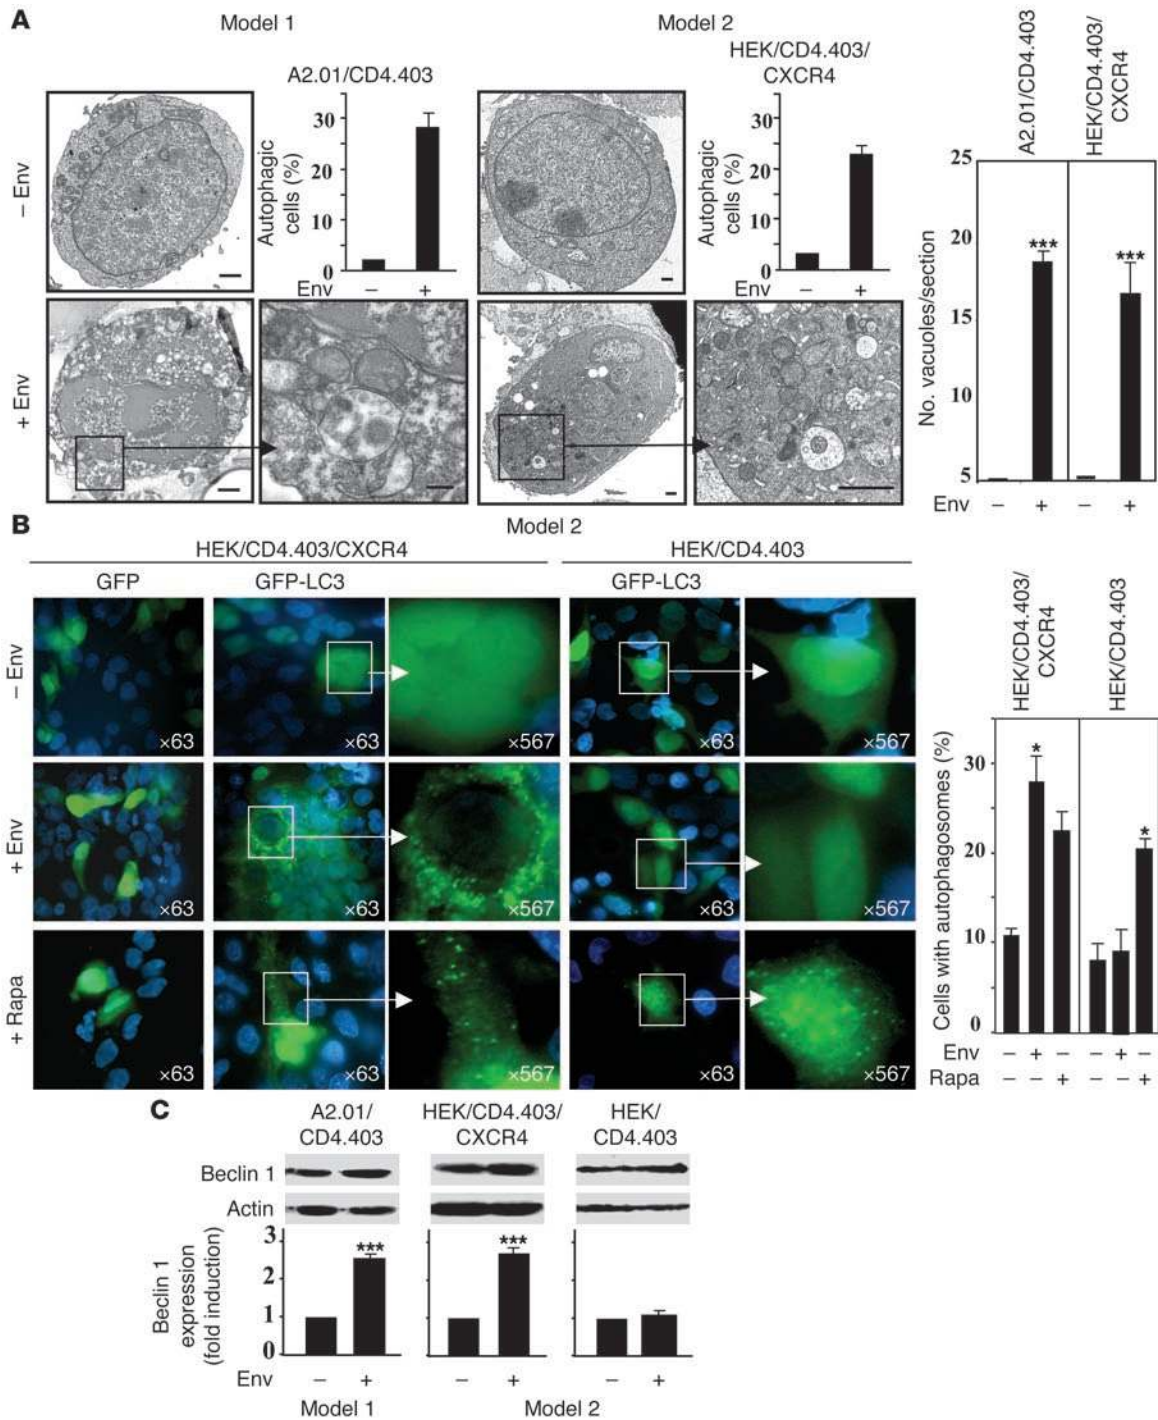 A
Model 1
Model 2
A2.01/CD4.403
HEK/CD4.403/
CXCR4
A2.01/CD4.403
HEK/CD4.403/
CXCR4
– Env
Autophagic
cells (%)
30
20
10
0
Env – +
Autophagic
cells (%)
30
20
10
0
Env – +
+ Env
No. vacuoles/section
25
20
15
10
5
*** ***
Env – + – +
B
Model 2
HEK/CD4.403/CXCR4
HEK/CD4.403
GFP
GFP-LC3
GFP-LC3
– Env
×63
×63
×567
×63
×567
+ Env
×63
×63
×567
×63
×567
+ Rapa
×63
×63
×567
×63
×567
HEK/CD4.403/
CXCR4
HEK/CD4.403
Cells with autophagosomes (%)
30
20
10
0
* *
Env – + – – + –
Rapa – – + – – +
C
A2.01/
CD4.403
HEK/CD4.403/
CXCR4
HEK/
CD4.403
Beclin 1
Actin
Beclin 1
expression
(fold induction)
3
2
1
0
*** ***
Env – + – + – +
Model 1
Model 2